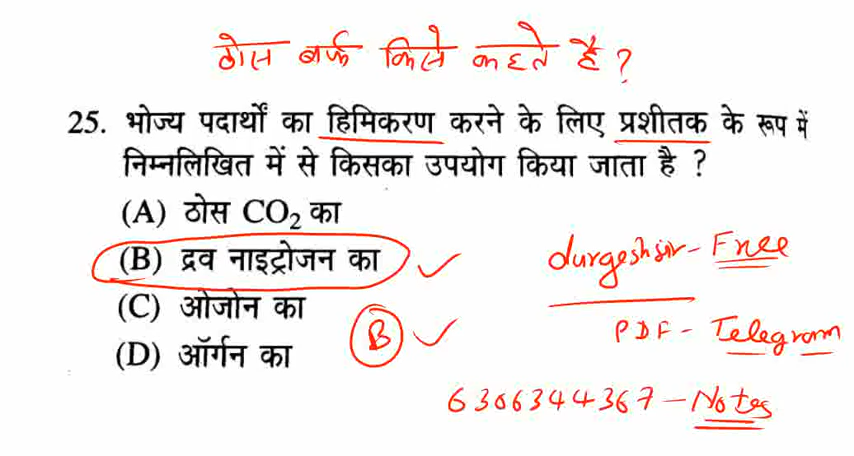 ठोस बर्फ किसे कहते है ?
25. भोज्य पदार्थों का हिमिकरण करने के लिए प्रशीतक के रूप में
निम्नलिखित में से किसका उपयोग किया जाता है ?
(A) ठोस CO₂ का
(B) द्रव नाइट्रोजन का
durgeshsir - Free
(C) ओजोन का
B
PDF - Telegram
(D) ऑर्गन का
6306344367 - Notes